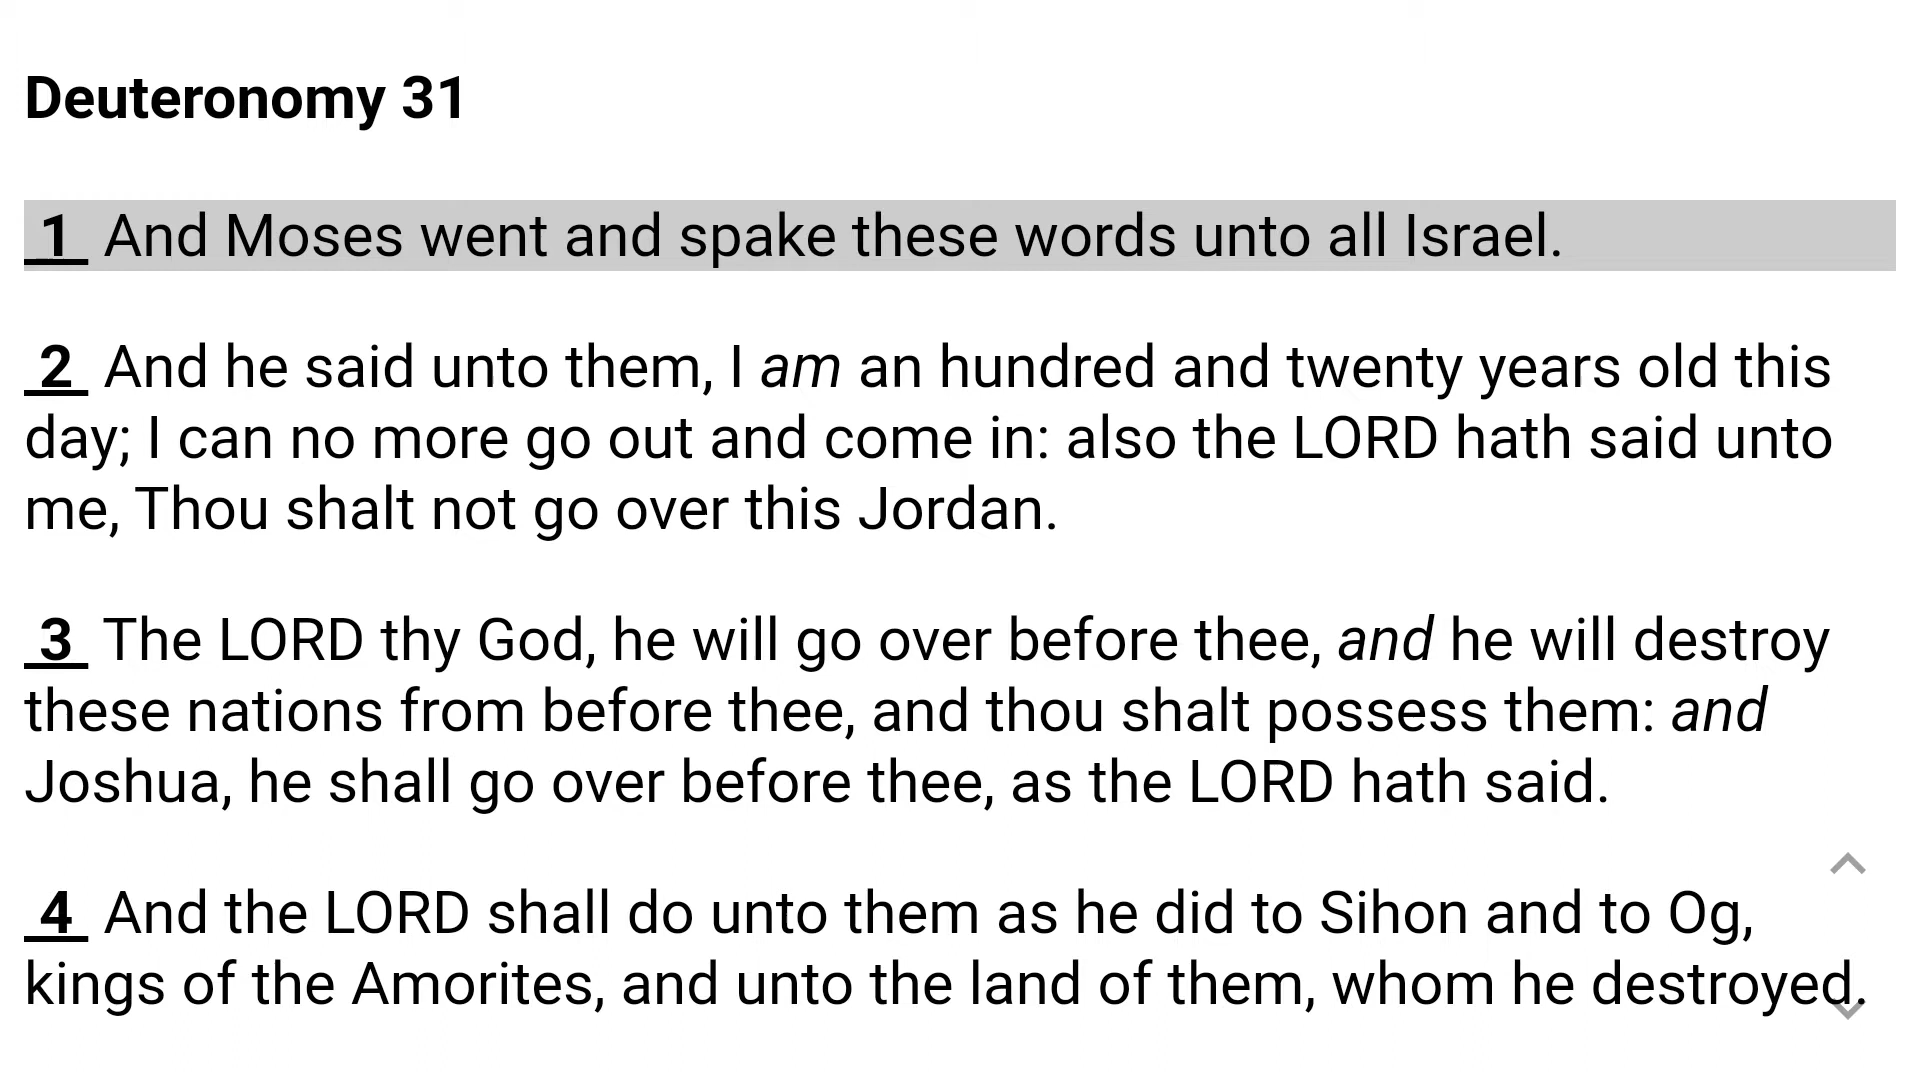 Deuteronomy 31
1 And Moses went and spake these words unto all Israel.
2 And he said unto them, I am an hundred and twenty years old this
day; I can no more go out and come in: also the LORD hath said unto
me, Thou shalt not go over this Jordan.
3 The LORD thy God, he will go over before thee, and he will destroy
these nations from before thee, and thou shalt possess them: and
Joshua, he shall go over before thee, as the LORD hath said.
4 And the LORD shall do unto them as he did to Sihon and to Og,
kings of the Amorites, and unto the land of them, whom he destroyed.